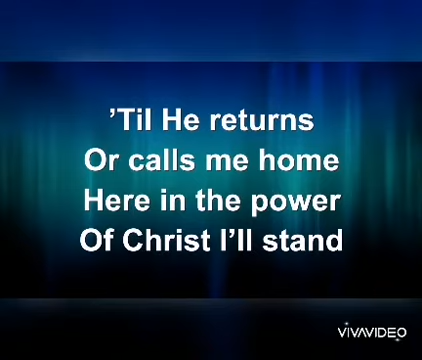 ’Til He returns
Or calls me home
Here in the power
Of Christ I’ll stand
VIVAVIDEO